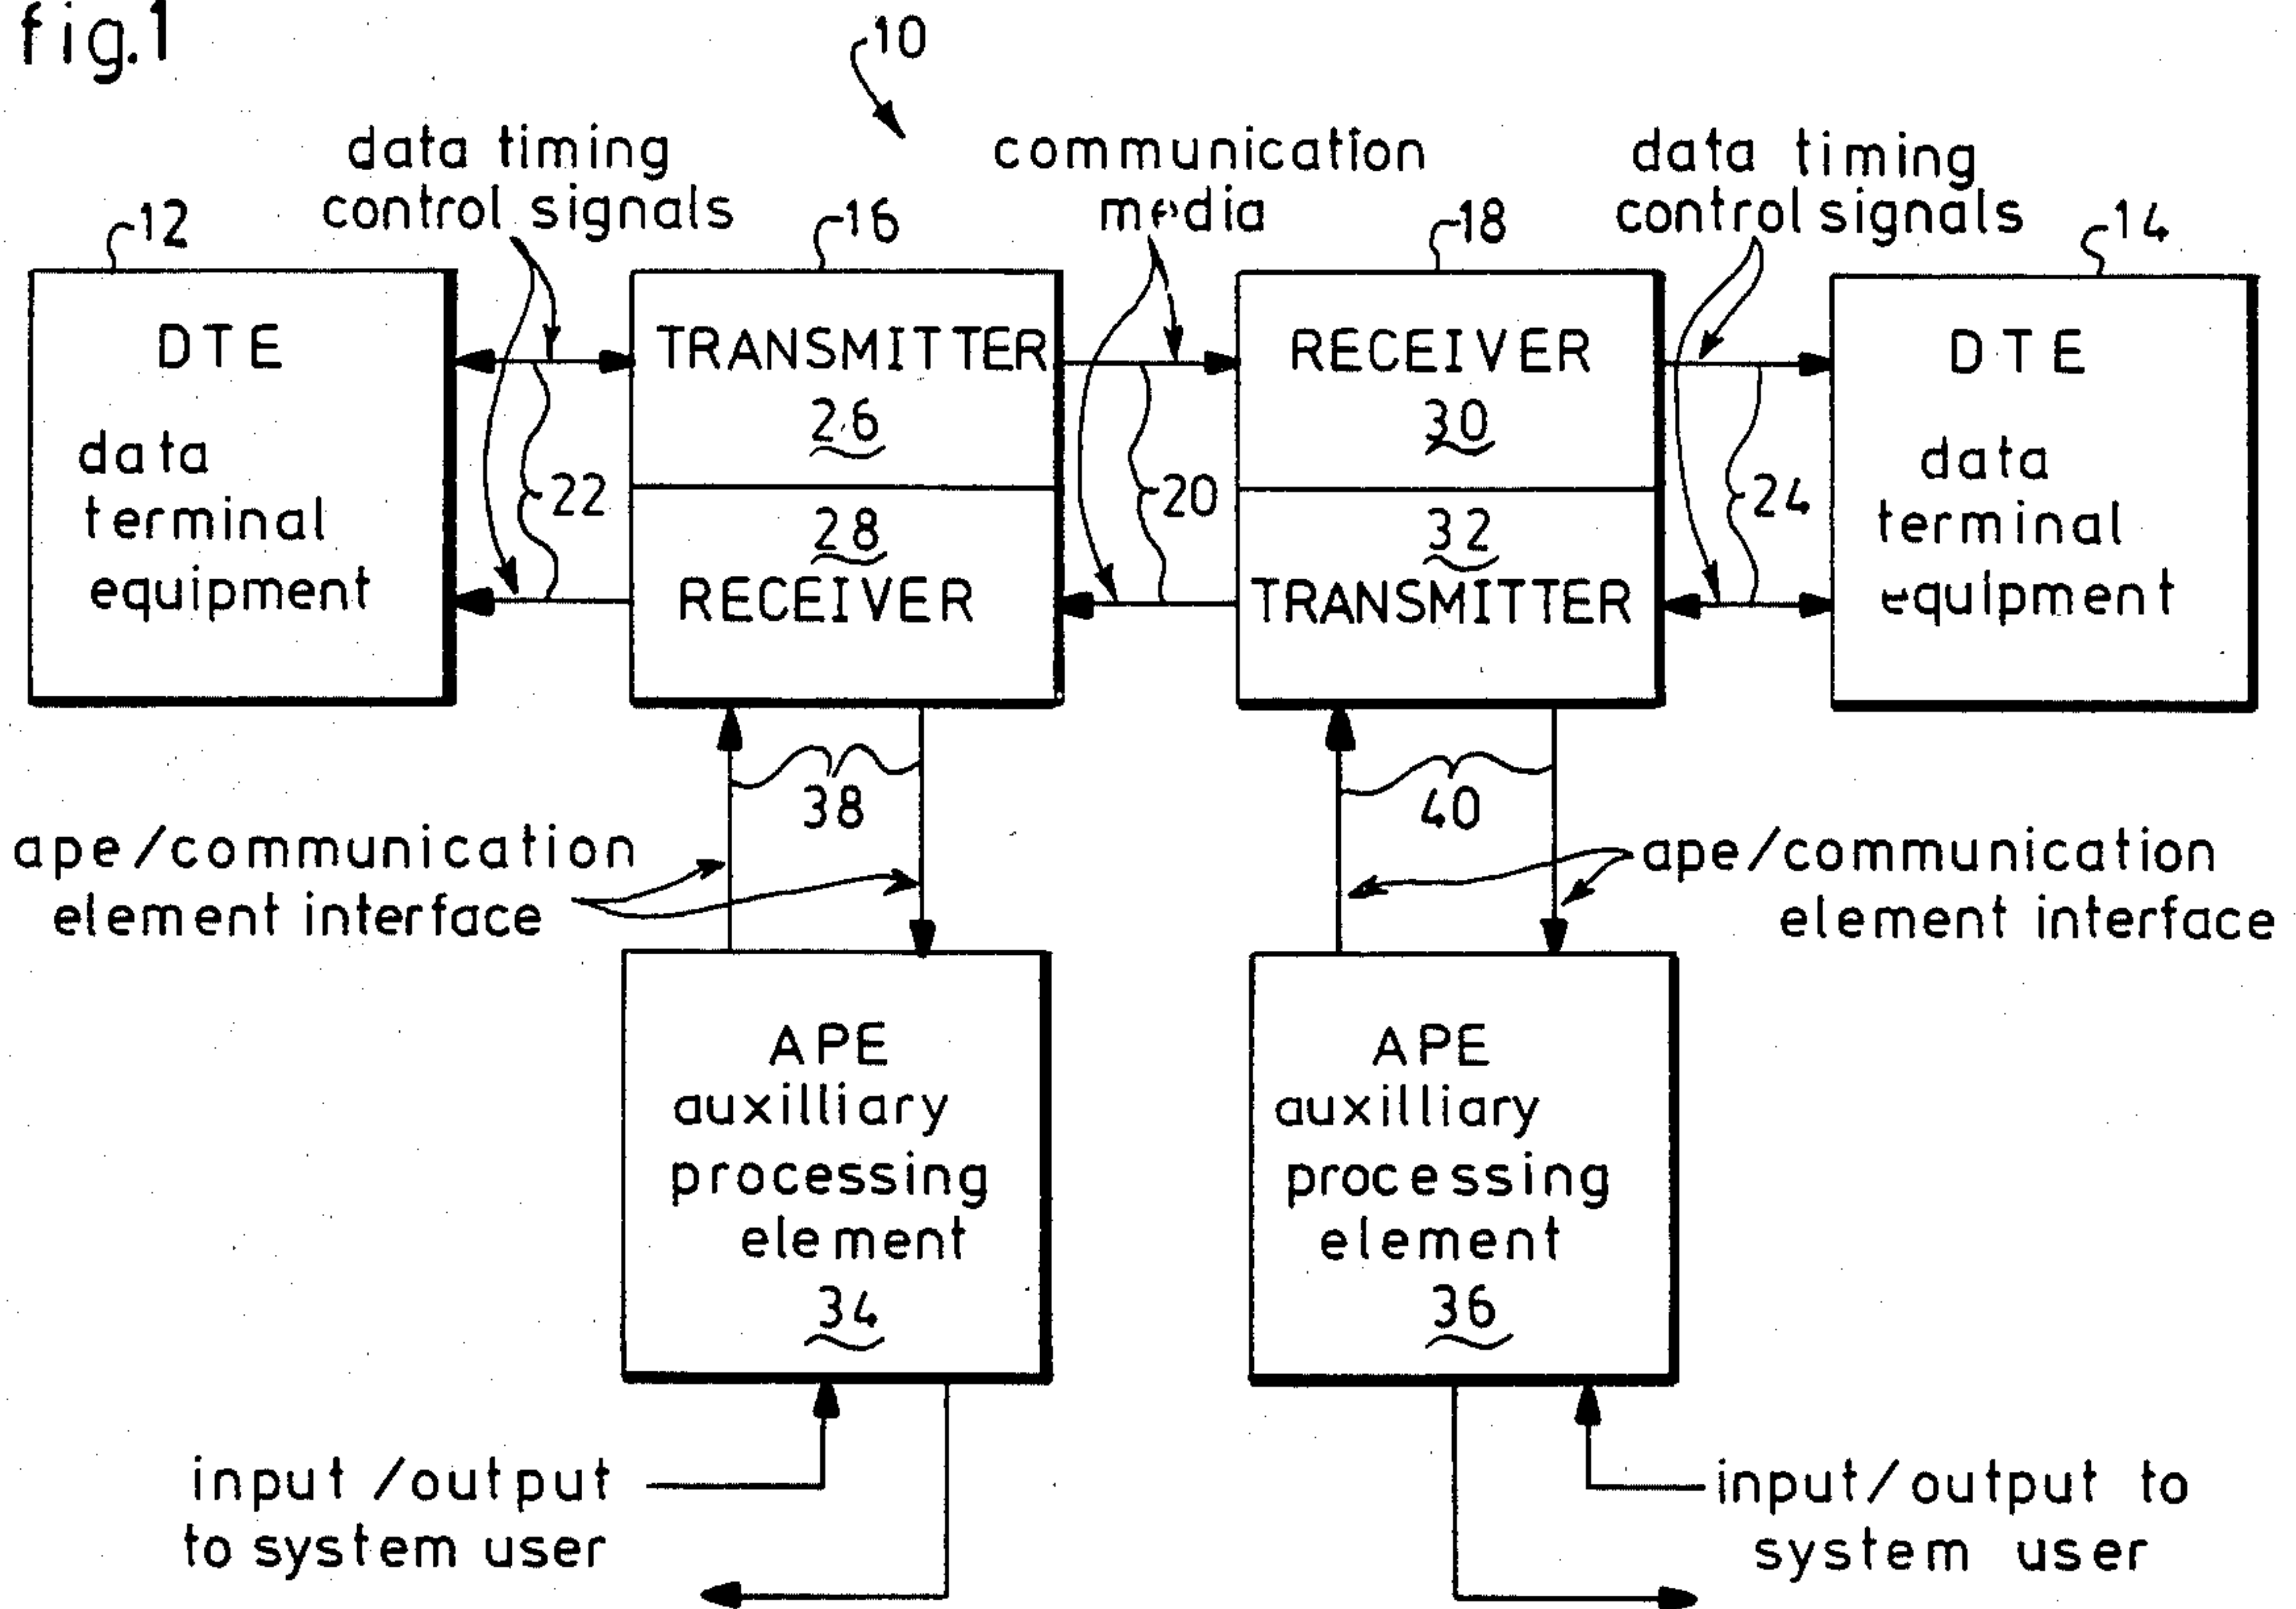 fig.1
10
data timing
control signals
communication
media
data timing
control signals
12
16
18
14
DTE
data
terminal
equipment
22
TRANSMITTER
26
28
RECEIVER
20
RECEIVER
30
32
TRANSMITTER
24
DTE
data
terminal
equipment
38
40
ape/communication
element interface
ape/communication
element interface
APE
auxilliary
processing
element
34
APE
auxilliary
processing
element
36
input /output
to system user
input/output to
system user